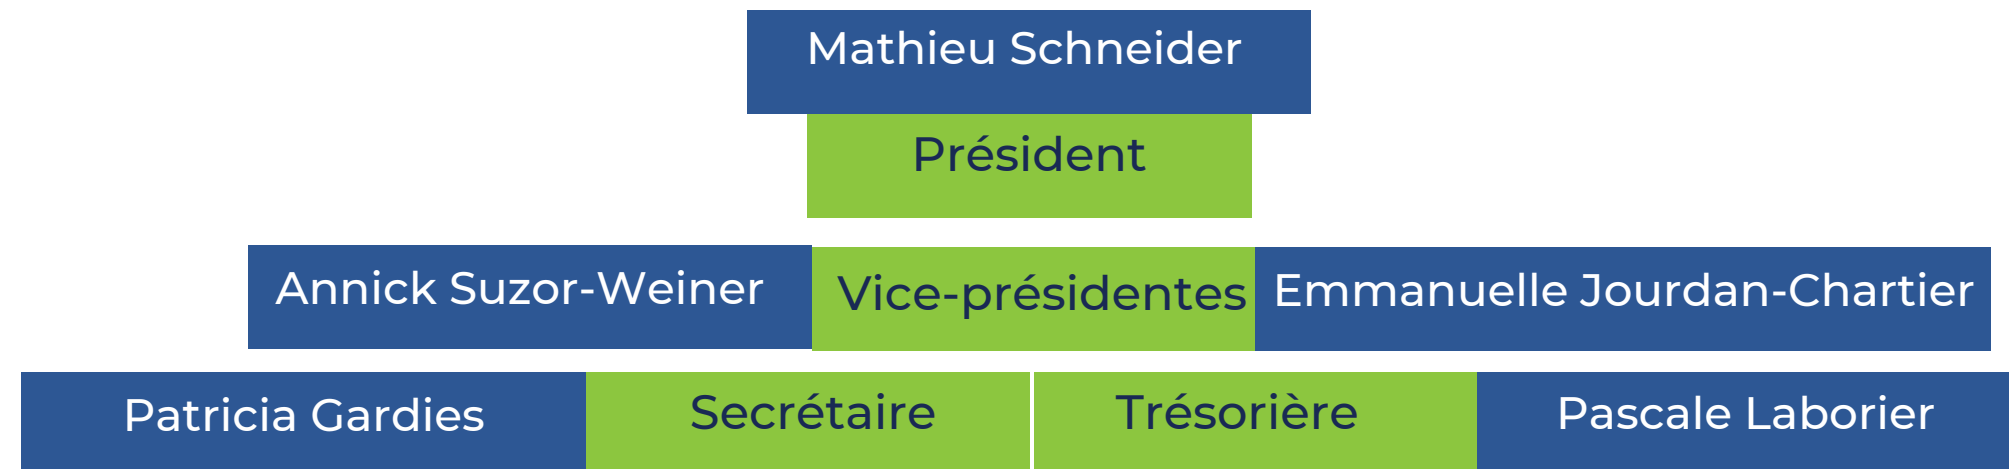 Mathieu Schneider
Président
Annick Suzor-Weiner Vice-présidentes Emmanuelle Jourdan-Chartier
Patricia Gardies Secrétaire Trésorière Pascale Laborier